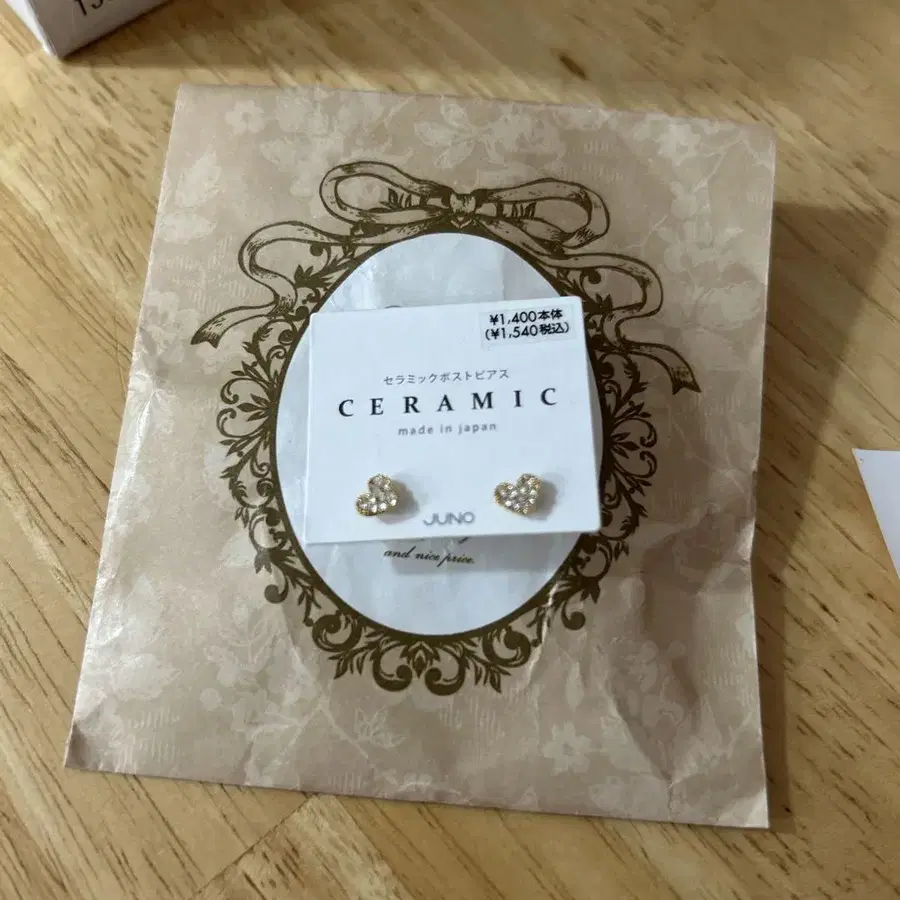 ¥1,400本体
(¥1,540税込)
セラミックポストピアス
CERAMIC
made in japan
JUNO
and nice price.